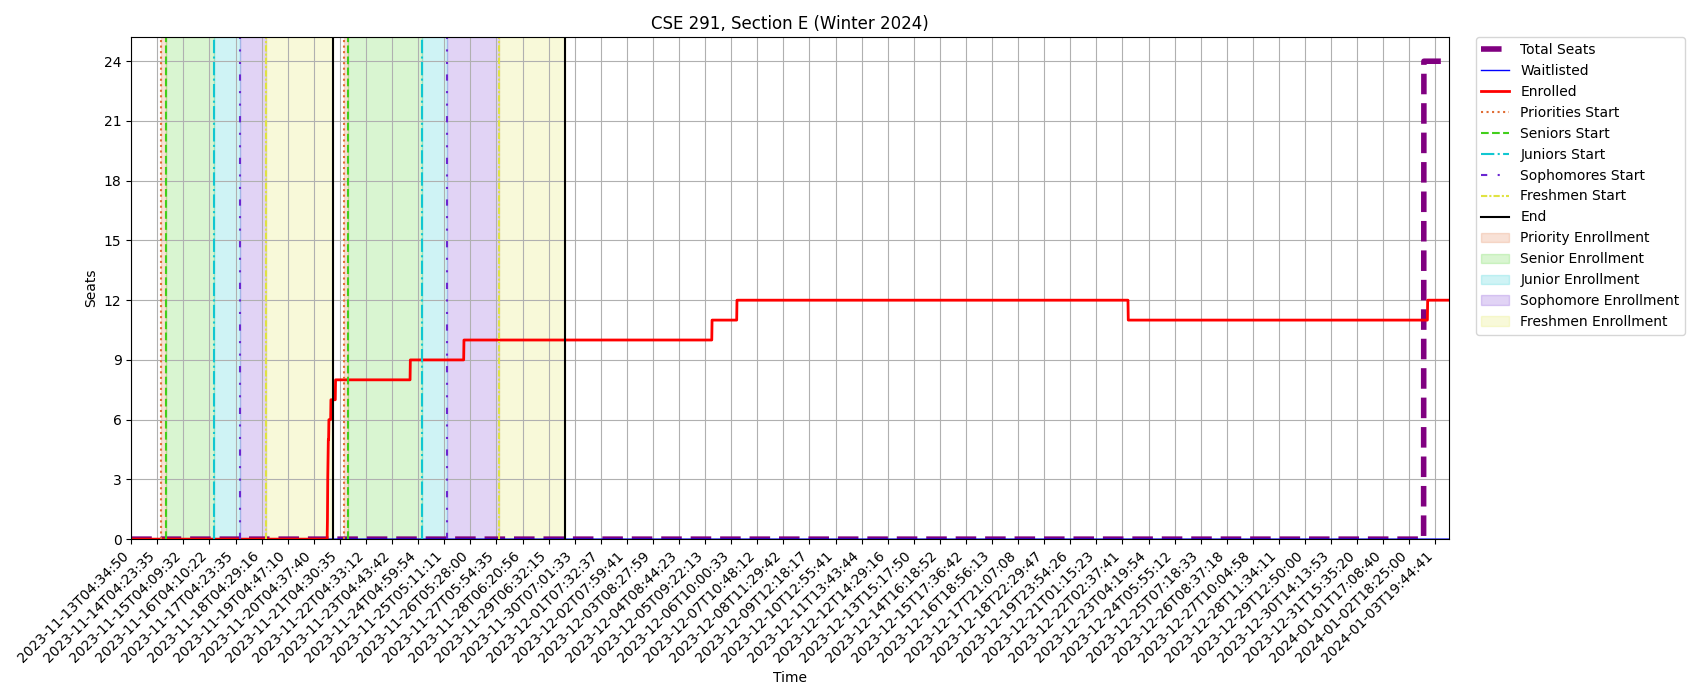 CSE 291, Section E (Winter 2024)
Seats
24
21
18
15
12
9
6
3
0
2023-11-13T04:34:50
2023-11-14T04:23:35
2023-11-15T04:09:32
2023-11-16T04:10:22
2023-11-17T04:23:35
2023-11-18T04:29:16
2023-11-19T04:47:10
2023-11-20T04:37:40
2023-11-21T04:30:35
2023-11-22T04:33:12
2023-11-23T04:43:42
2023-11-24T04:59:54
2023-11-25T05:11:11
2023-11-26T05:28:00
2023-11-27T05:54:35
2023-11-28T06:20:56
2023-11-29T06:32:15
2023-11-30T07:01:33
2023-12-01T07:32:37
2023-12-02T07:59:41
2023-12-03T08:27:59
2023-12-04T08:44:23
2023-12-05T09:22:13
2023-12-06T10:00:33
2023-12-07T10:48:12
2023-12-08T11:29:42
2023-12-09T12:18:17
2023-12-10T12:55:41
2023-12-11T13:43:44
2023-12-12T14:29:16
2023-12-13T15:17:50
2023-12-14T16:18:52
2023-12-15T17:36:42
2023-12-16T18:56:13
2023-12-17T21:07:08
2023-12-18T22:29:47
2023-12-19T23:54:26
2023-12-21T01:15:23
2023-12-22T02:37:41
2023-12-23T04:19:54
2023-12-24T05:55:12
2023-12-25T07:18:33
2023-12-26T08:37:18
2023-12-27T10:04:58
2023-12-28T11:34:11
2023-12-29T12:50:00
2023-12-30T14:13:53
2023-12-31T15:35:20
2024-01-01T17:08:40
2024-01-02T18:25:00
2024-01-03T19:44:41
Time
Total Seats
Waitlisted
Enrolled
Priorities Start
Seniors Start
Juniors Start
Sophomores Start
Freshmen Start
End
Priority Enrollment
Senior Enrollment
Junior Enrollment
Sophomore Enrollment
Freshmen Enrollment